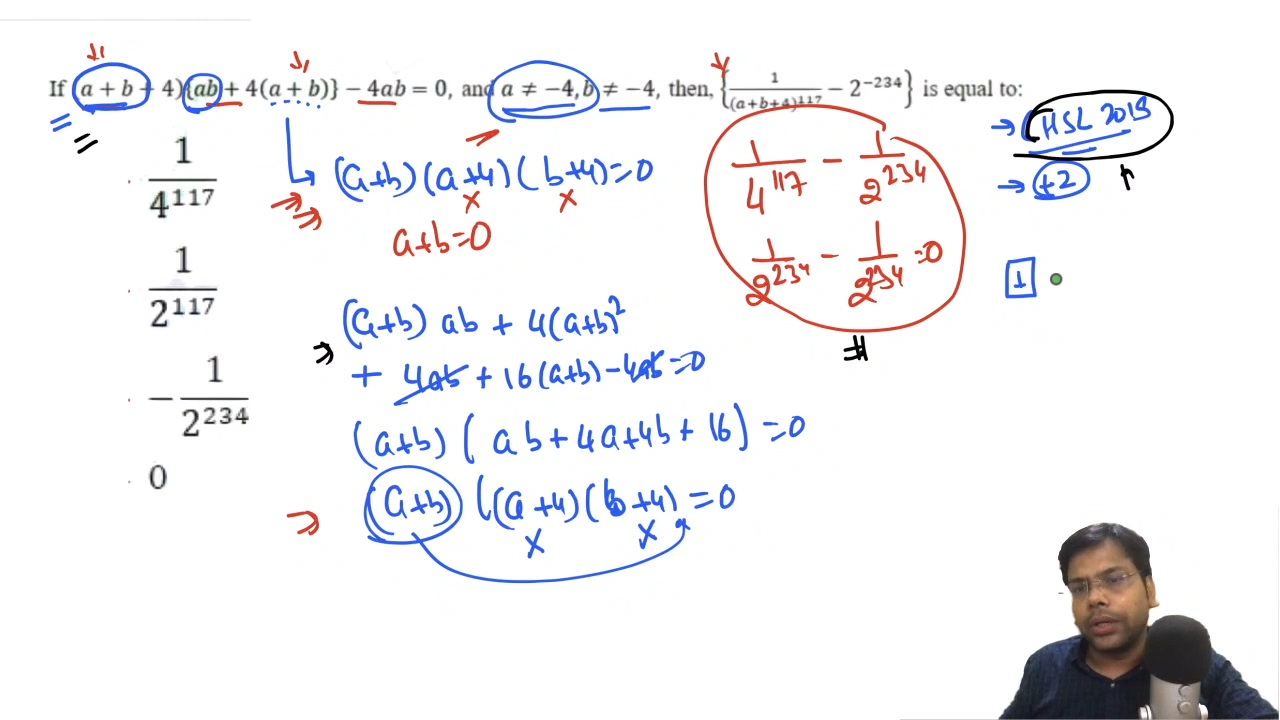 If (a + b + 4){ab + 4(a + b)} − 4ab = 0, and a ≠ −4, b ≠ −4, then, {1/(a+b+4)^117 − 2^−234} is equal to:
1/4^117
1/2^117
− 1/2^234
0
(a+b)(a+4)(b+4)=0
a+b=0
(a+b) ab + 4(a+b)²
+ 4ab + 16(a+b) − 4ab =0
(a+b) ( ab + 4a+4b + 16) =0
(a+b) ((a+4)(b+4) =0
1/4^117 − 1/2^234
1/2^234 − 1/2^234 =0
HSL 2019
+2
1